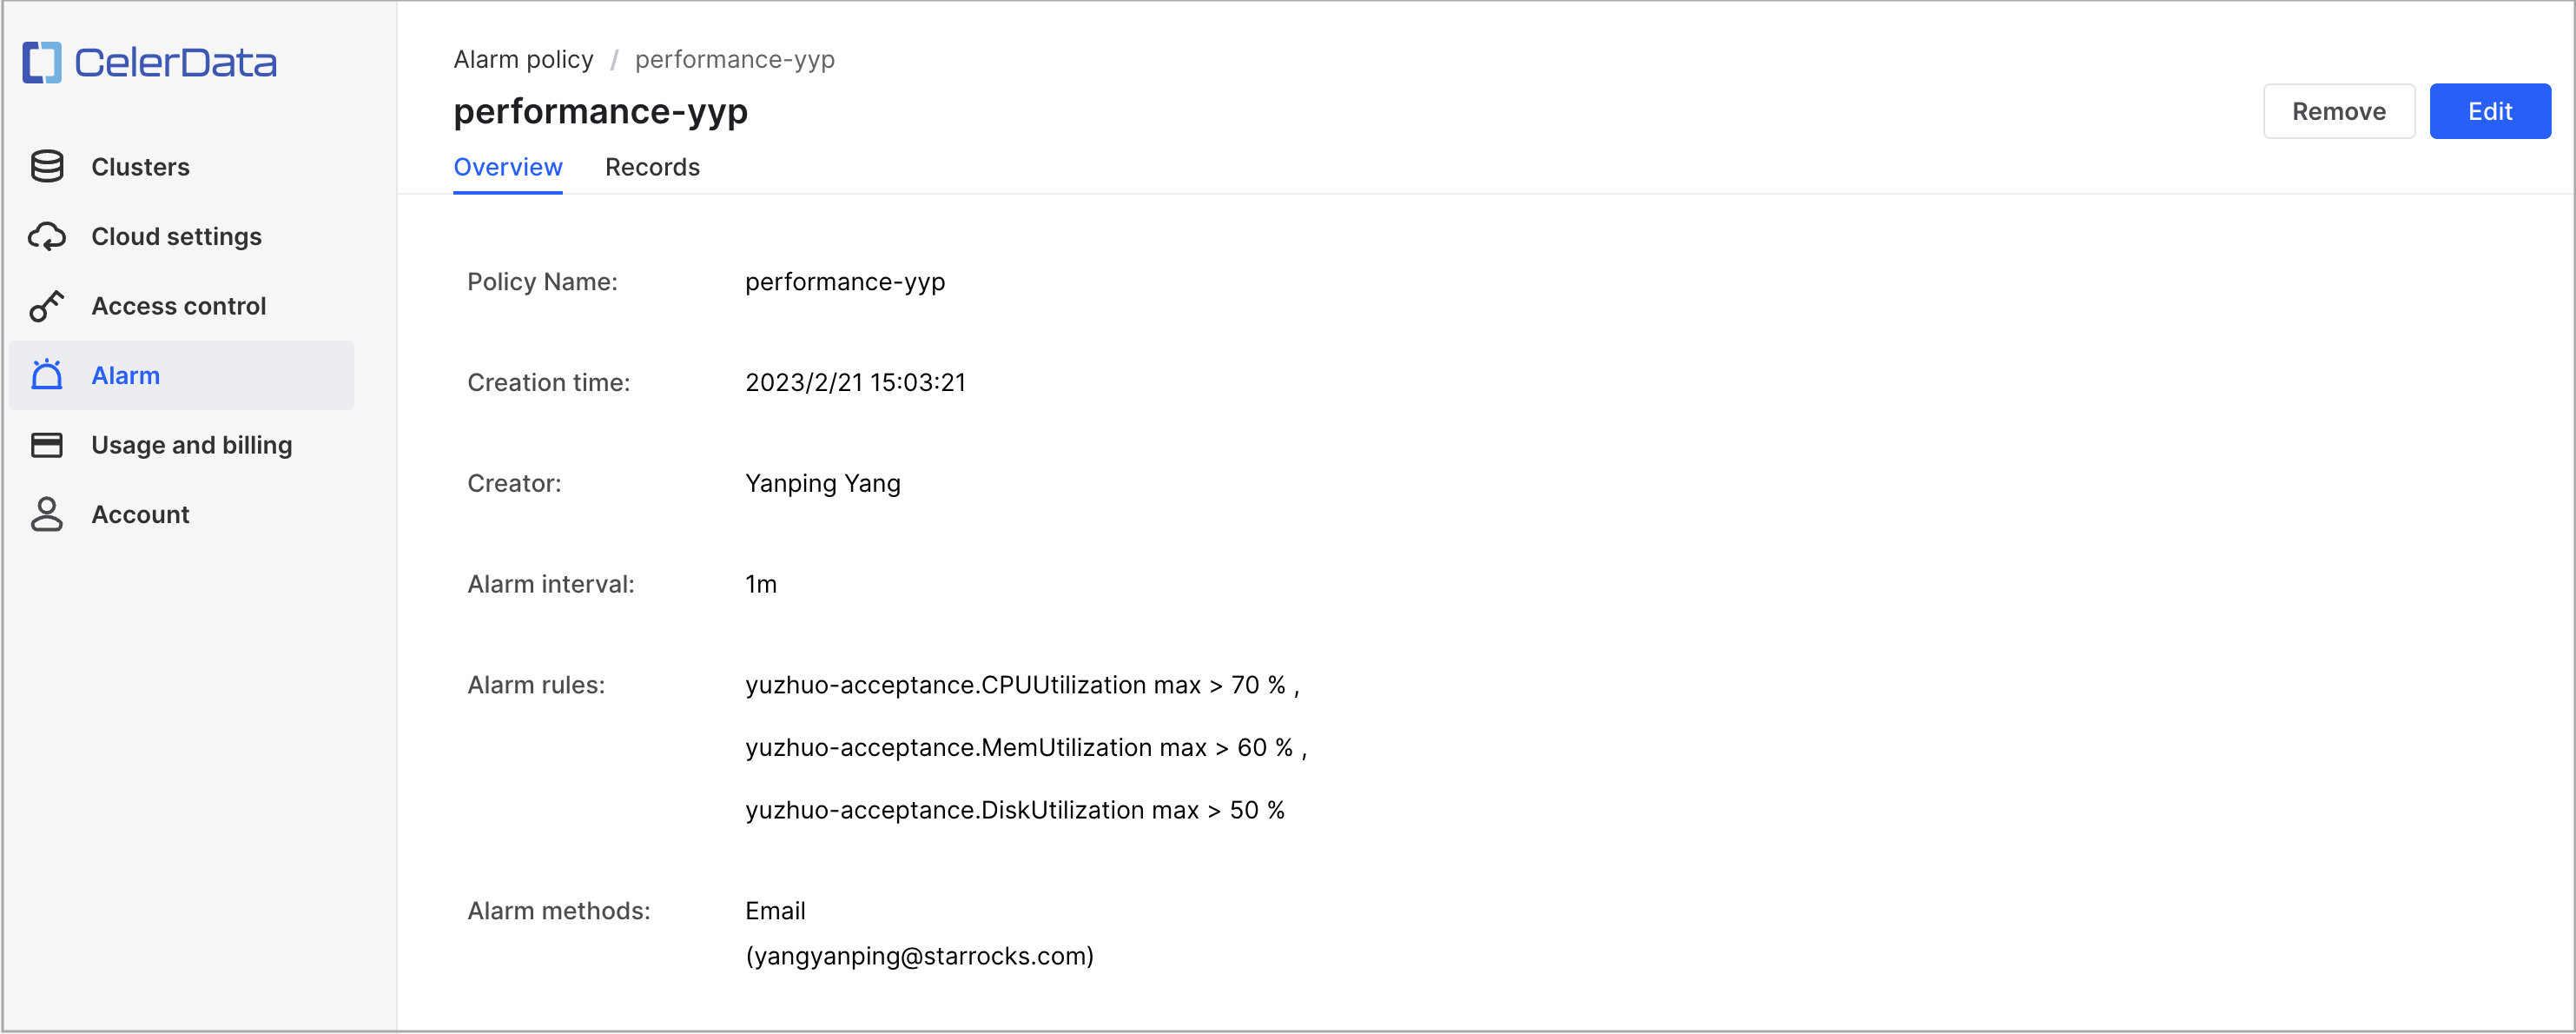 CelerData
Clusters
Cloud settings
Access control
Alarm
Usage and billing
Account
Alarm policy / performance-yyp
performance-yyp
Remove
Edit
Overview
Records
Policy Name: performance-yyp
Creation time: 2023/2/21 15:03:21
Creator: Yanping Yang
Alarm interval: 1m
Alarm rules: yuzhuo-acceptance.CPUUtilization max > 70 % ,
yuzhuo-acceptance.MemUtilization max > 60 % ,
yuzhuo-acceptance.DiskUtilization max > 50 %
Alarm methods: Email
(yangyanping@starrocks.com)